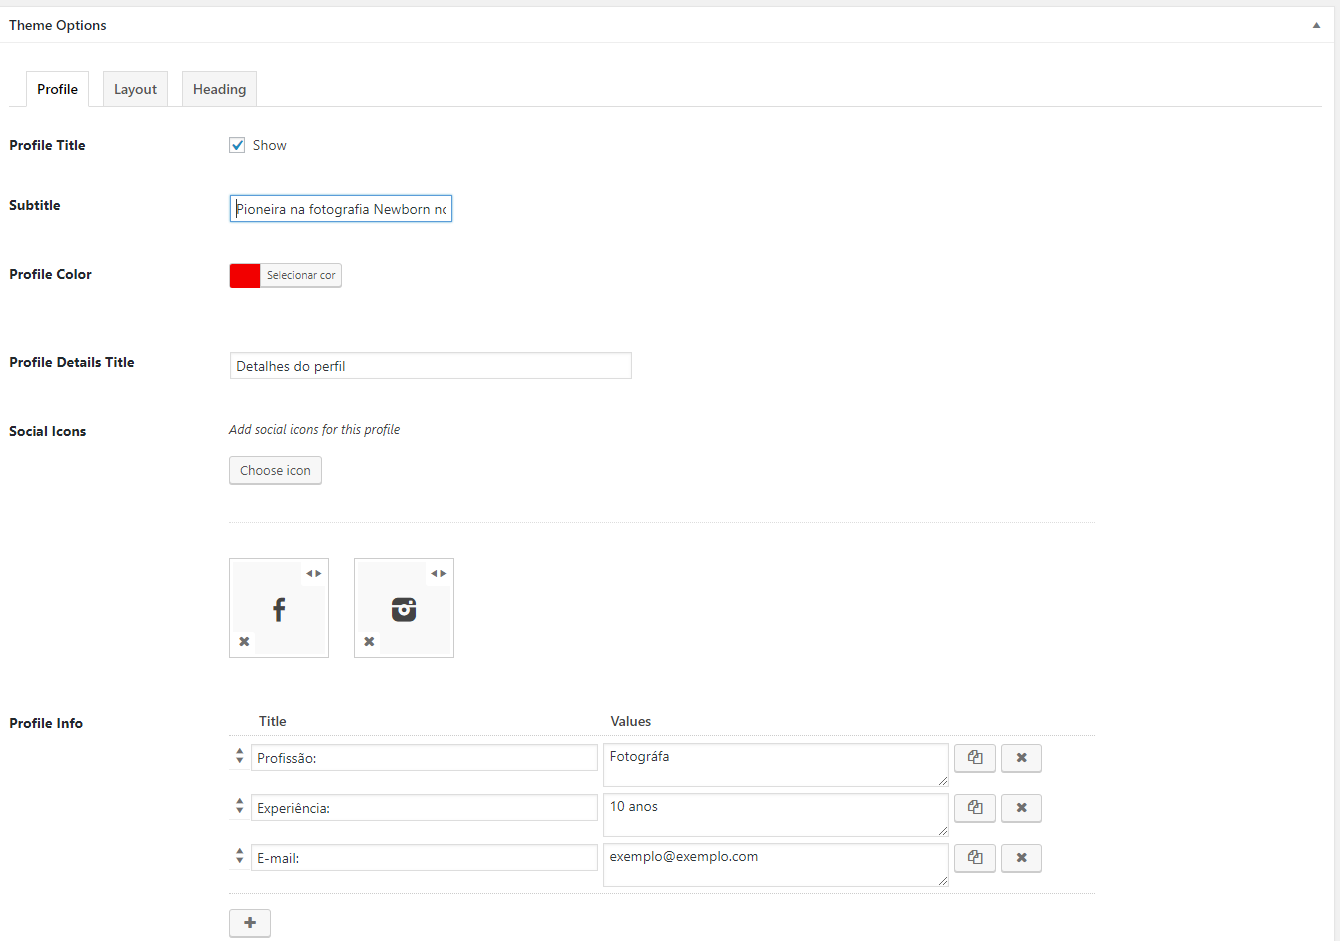 Theme Options
Profile Layout Heading
Profile Title Show
Subtitle Pioneira na fotografia Newborn no
Profile Color Selecionar cor
Profile Details Title Detalhes do perfil
Social Icons Add social icons for this profile
Choose icon
Profile Info Title Values
Profissão: Fotográfa
Experiência: 10 anos
E-mail: exemplo@exemplo.com